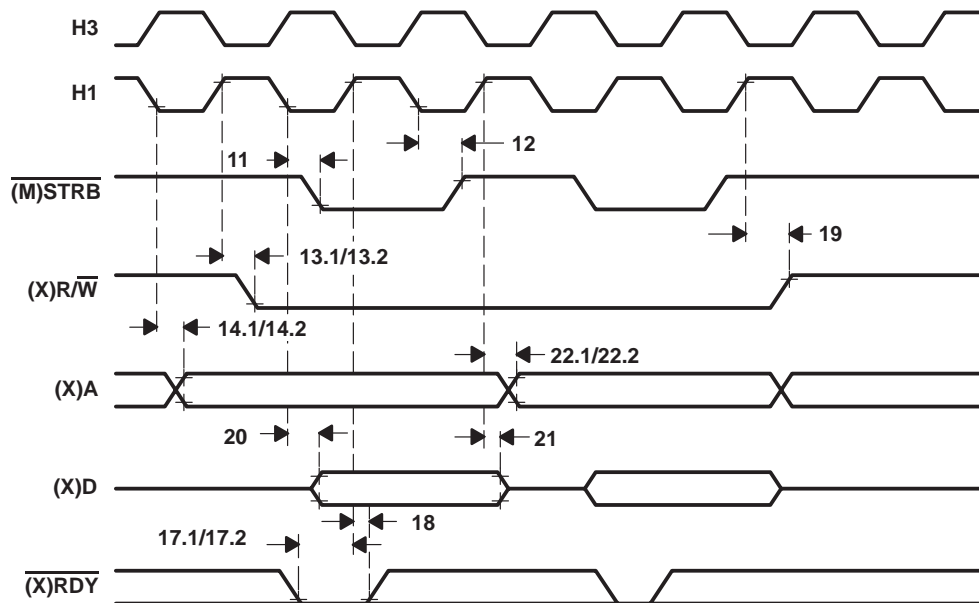 H3
H1
12
11
(M)STRB
19
13.1/13.2
(X)R/W
14.1/14.2
22.1/22.2
(X)A
20
21
(X)D
18
17.1/17.2
(X)RDY